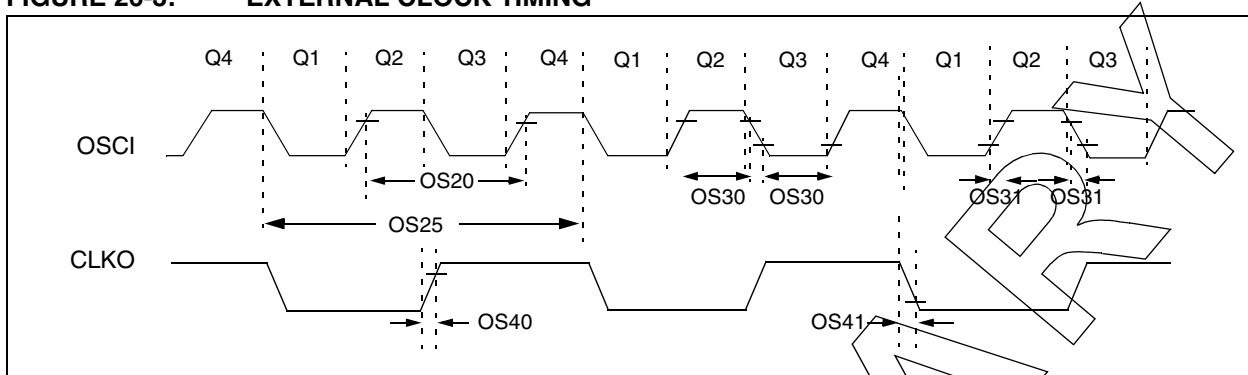 FIGURE 20-3: EXTERNAL CLOCK TIMING
Q4 Q1 Q2 Q3 Q4 Q1 Q2 Q3 Q4 Q1 Q2 Q3
OSCI
OS20 OS30 OS30 OS31 OS31
OS25
CLKO
OS40 OS41